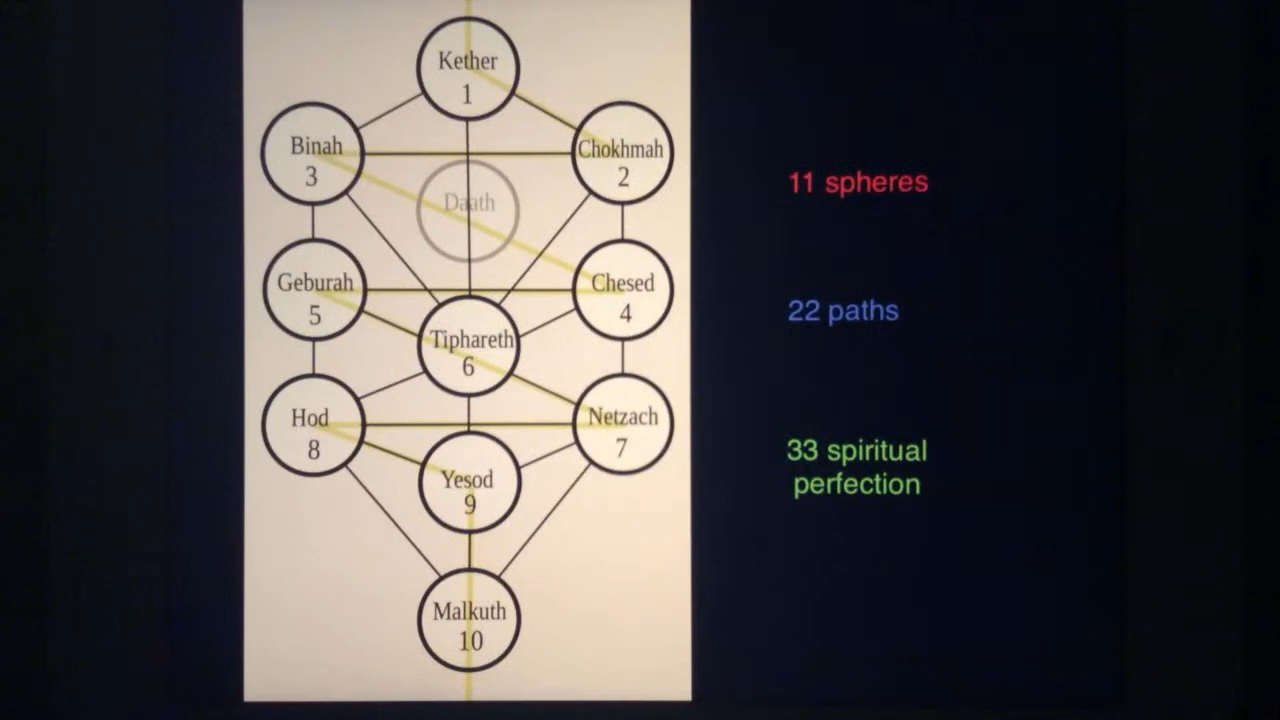 Kether
1
Binah
3
Chokhmah
2
Daath
Geburah
5
Chesed
4
Tiphareth
6
Hod
8
Netzach
7
Yesod
9
Malkuth
10
11 spheres
22 paths
33 spiritual
perfection